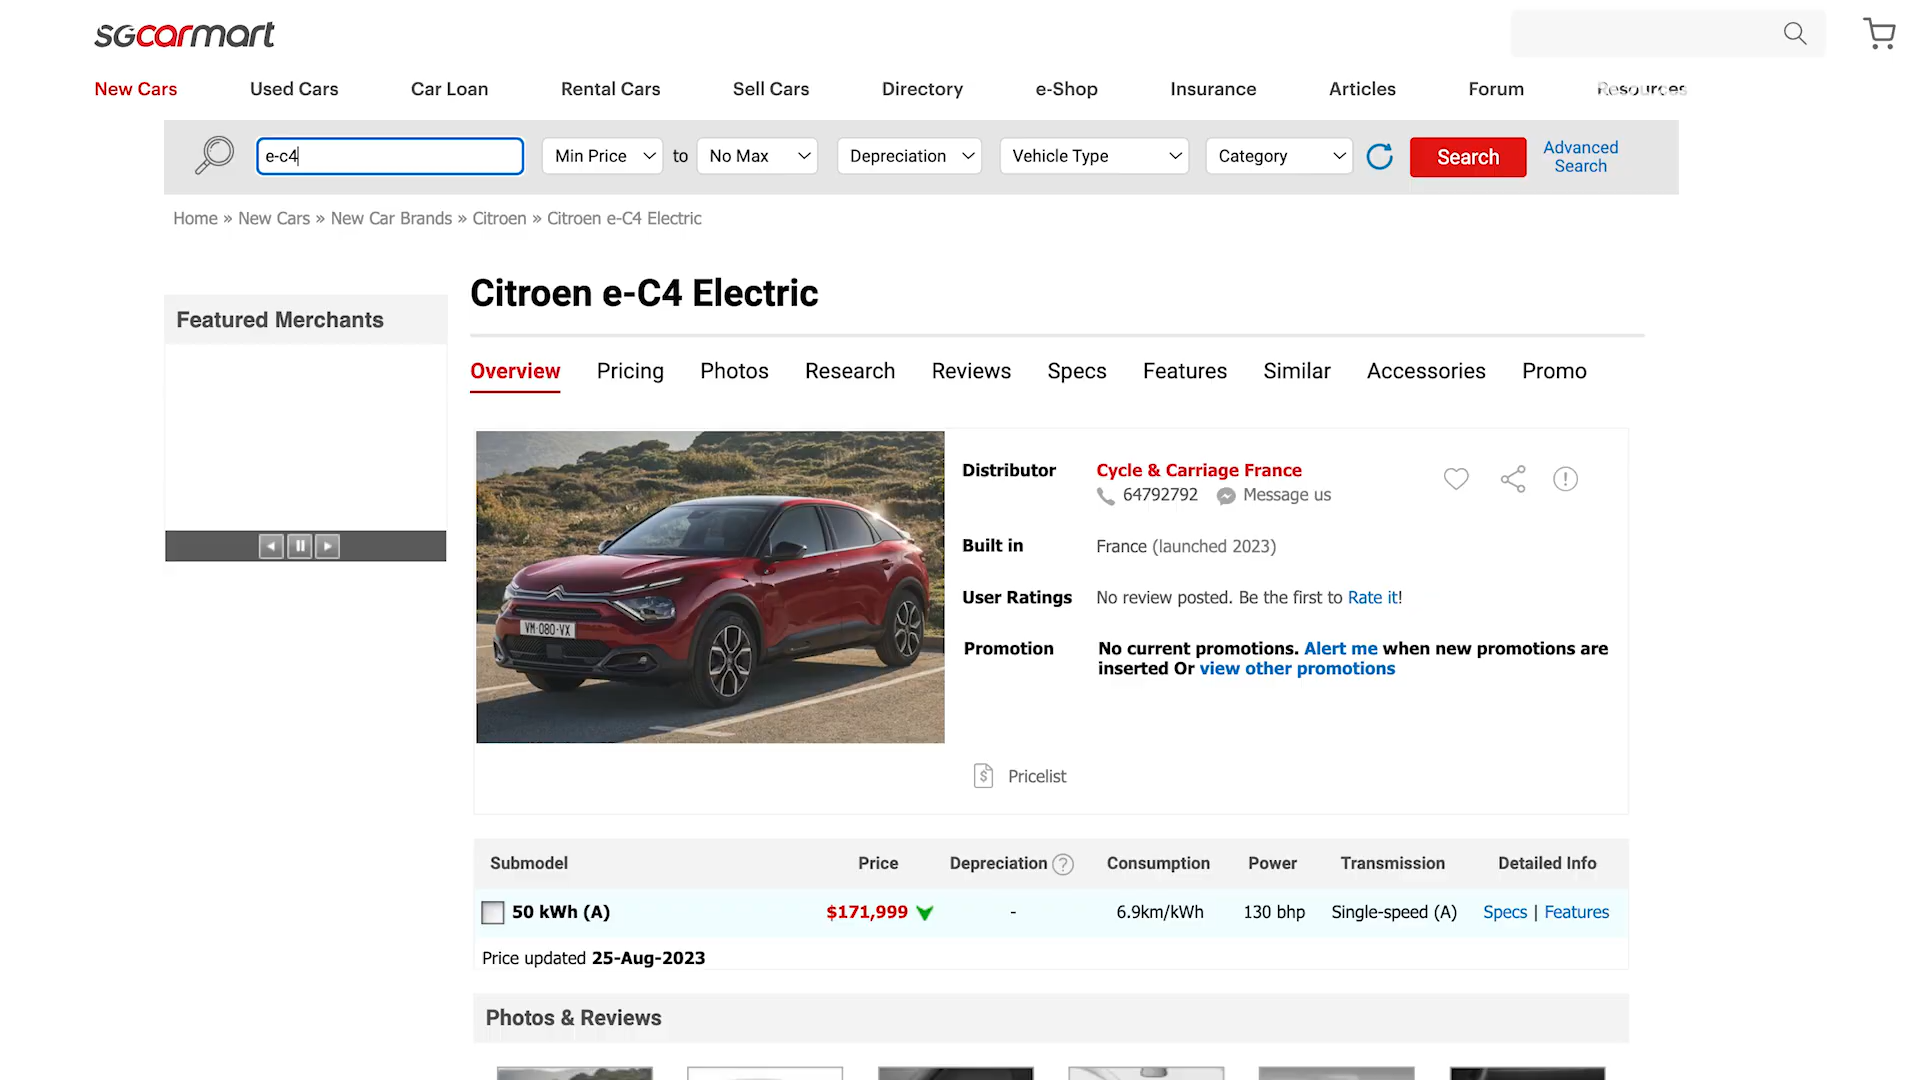 sgcarmart
New Cars Used Cars Car Loan Rental Cars Sell Cars Directory e-Shop Insurance Articles Forum Resources
e-c4 Min Price to No Max Depreciation Vehicle Type Category Search Advanced Search
Home » New Cars » New Car Brands » Citroen » Citroen e-C4 Electric
Citroen e-C4 Electric
Featured Merchants
Overview Pricing Photos Research Reviews Specs Features Similar Accessories Promo
Distributor Cycle & Carriage France
64792792 Message us
Built in France (launched 2023)
User Ratings No review posted. Be the first to Rate it!
Promotion No current promotions. Alert me when new promotions are
inserted Or view other promotions
VM-080-VX
Pricelist
Submodel Price Depreciation ? Consumption Power Transmission Detailed Info
50 kWh (A) $171,999 - 6.9km/kWh 130 bhp Single-speed (A) Specs | Features
Price updated 25-Aug-2023
Photos & Reviews